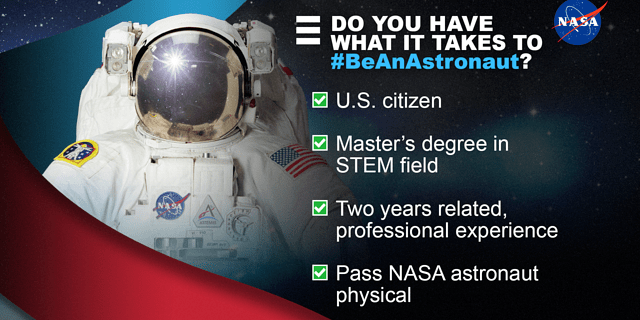 DO YOU HAVE
WHAT IT TAKES TO
#BeAnAstronaut?
NASA
U.S. citizen
Master's degree in
STEM field
Two years related,
professional experience
Pass NASA astronaut
physical
NASA